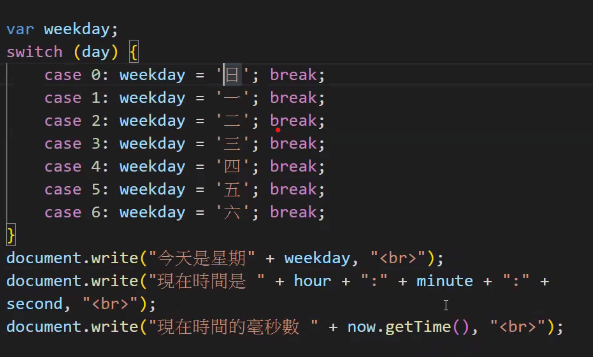 var weekday;
switch (day) {
    case 0: weekday = '日'; break;
    case 1: weekday = '一'; break;
    case 2: weekday = '二'; break;
    case 3: weekday = '三'; break;
    case 4: weekday = '四'; break;
    case 5: weekday = '五'; break;
    case 6: weekday = '六'; break;
}
document.write("今天是星期" + weekday, "<br>");
document.write("現在時間是 " + hour + ":" + minute + ":" +
second, "<br>");
document.write("現在時間的毫秒數 " + now.getTime(), "<br>");